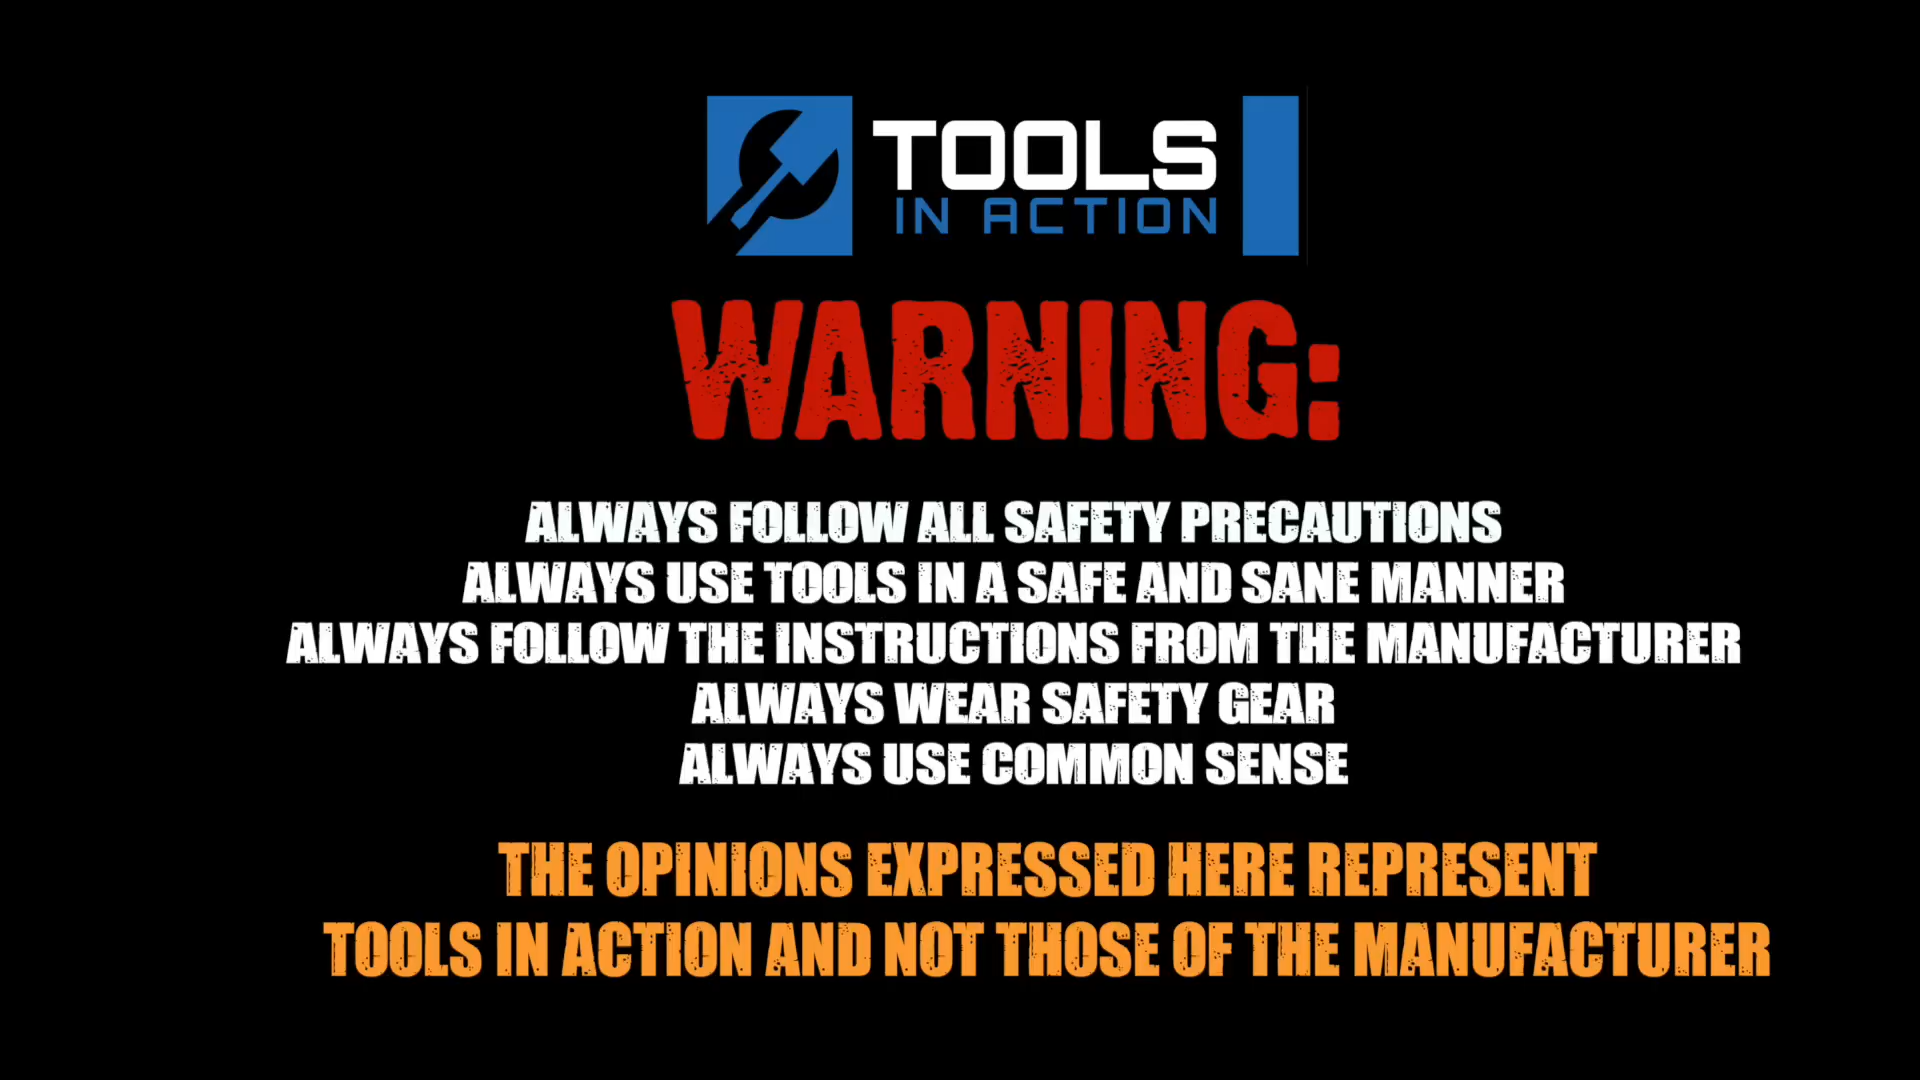 TOOLS
IN ACTION
WARNING:
ALWAYS FOLLOW ALL SAFETY PRECAUTIONS
ALWAYS USE TOOLS IN A SAFE AND SANE MANNER
ALWAYS FOLLOW THE INSTRUCTIONS FROM THE MANUFACTURER
ALWAYS WEAR SAFETY GEAR
ALWAYS USE COMMON SENSE
THE OPINIONS EXPRESSED HERE REPRESENT
TOOLS IN ACTION AND NOT THOSE OF THE MANUFACTURER